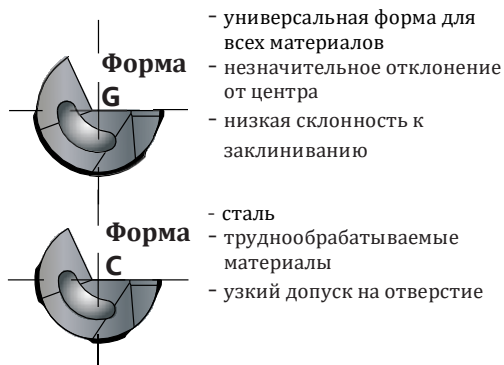 Форма
G
- универсальная форма для
всех материалов
- незначительное отклонение
от центра
- низкая склонность к
заклиниванию
Форма
C
- сталь
- труднообрабатываемые
материалы
- узкий допуск на отверстие